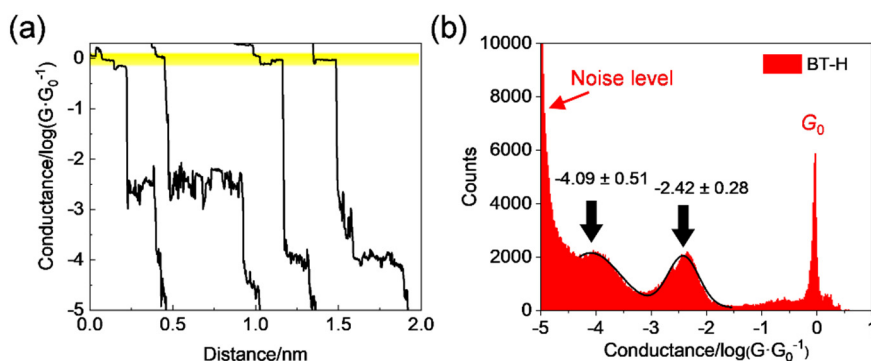 (a)
Conductance/log(G·G₀⁻¹)
0
-1
-2
-3
-4
-5
0.0 0.5 1.0 1.5 2.0
Distance/nm
(b)
Counts
10000
8000
6000
4000
2000
0
BT-H
Noise level
G₀
-4.09 ± 0.51
-2.42 ± 0.28
-5 -4 -3 -2 -1 0 1
Conductance/log(G·G₀⁻¹)